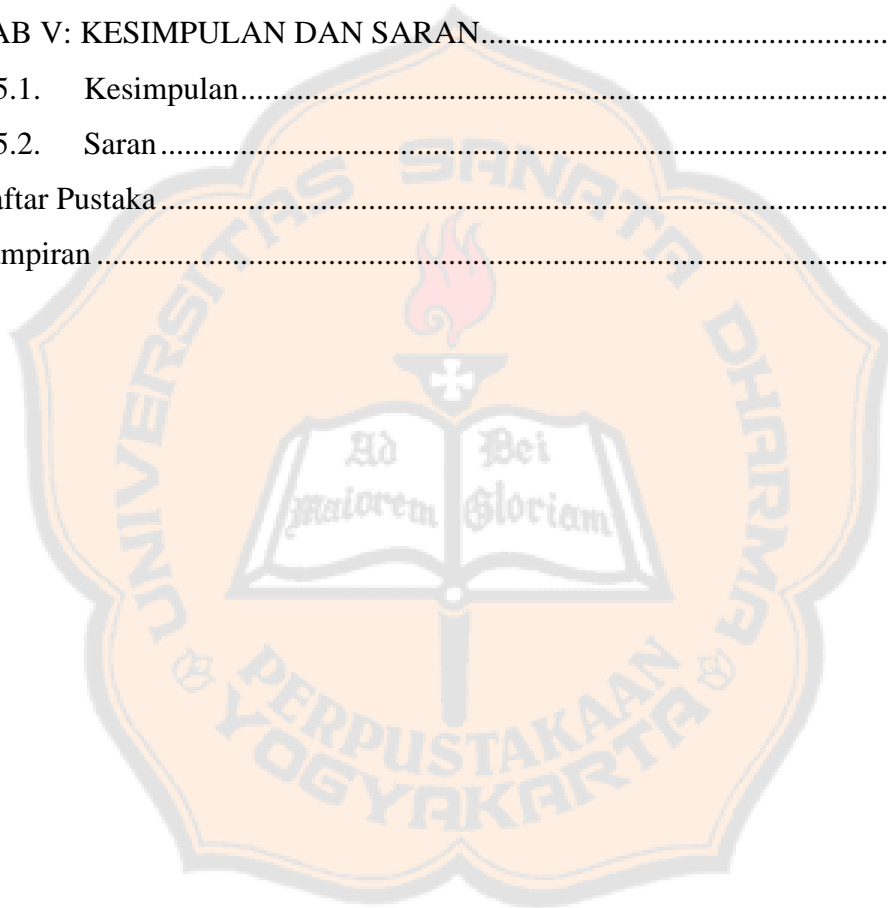 AB V: KESIMPULAN DAN SARAN........................................................
5.1. Kesimpulan........................................................................................
5.2. Saran..................................................................................................
aftar Pustaka............................................................................................
mpiran.....................................................................................................
UNIVERSITAS SANATA DHARMA
Ad Dei
maiorem Gloriam
PERPUSTAKAAN
YOGYAKARTA